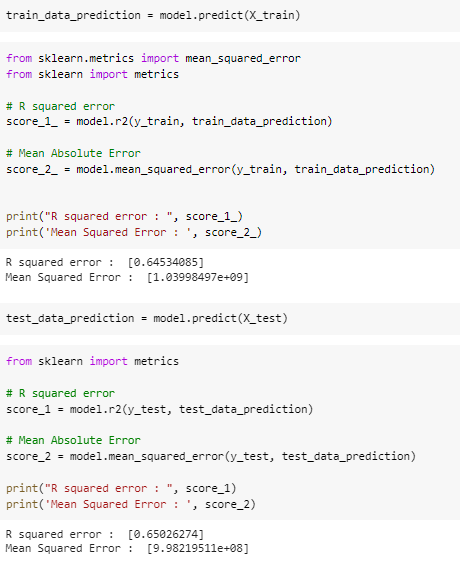 train_data_prediction = model.predict(X_train)
from sklearn.metrics import mean_squared_error
from sklearn import metrics
# R squared error
score_1_ = model.r2(y_train, train_data_prediction)
# Mean Absolute Error
score_2_ = model.mean_squared_error(y_train, train_data_prediction)
print("R squared error : ", score_1_)
print('Mean Squared Error : ', score_2_)
R squared error :  [0.64534085]
Mean Squared Error :  [1.03998497e+09]
test_data_prediction = model.predict(X_test)
from sklearn import metrics
# R squared error
score_1 = model.r2(y_test, test_data_prediction)
# Mean Absolute Error
score_2 = model.mean_squared_error(y_test, test_data_prediction)
print("R squared error : ", score_1)
print('Mean Squared Error : ', score_2)
R squared error :  [0.65026274]
Mean Squared Error :  [9.98219511e+08]